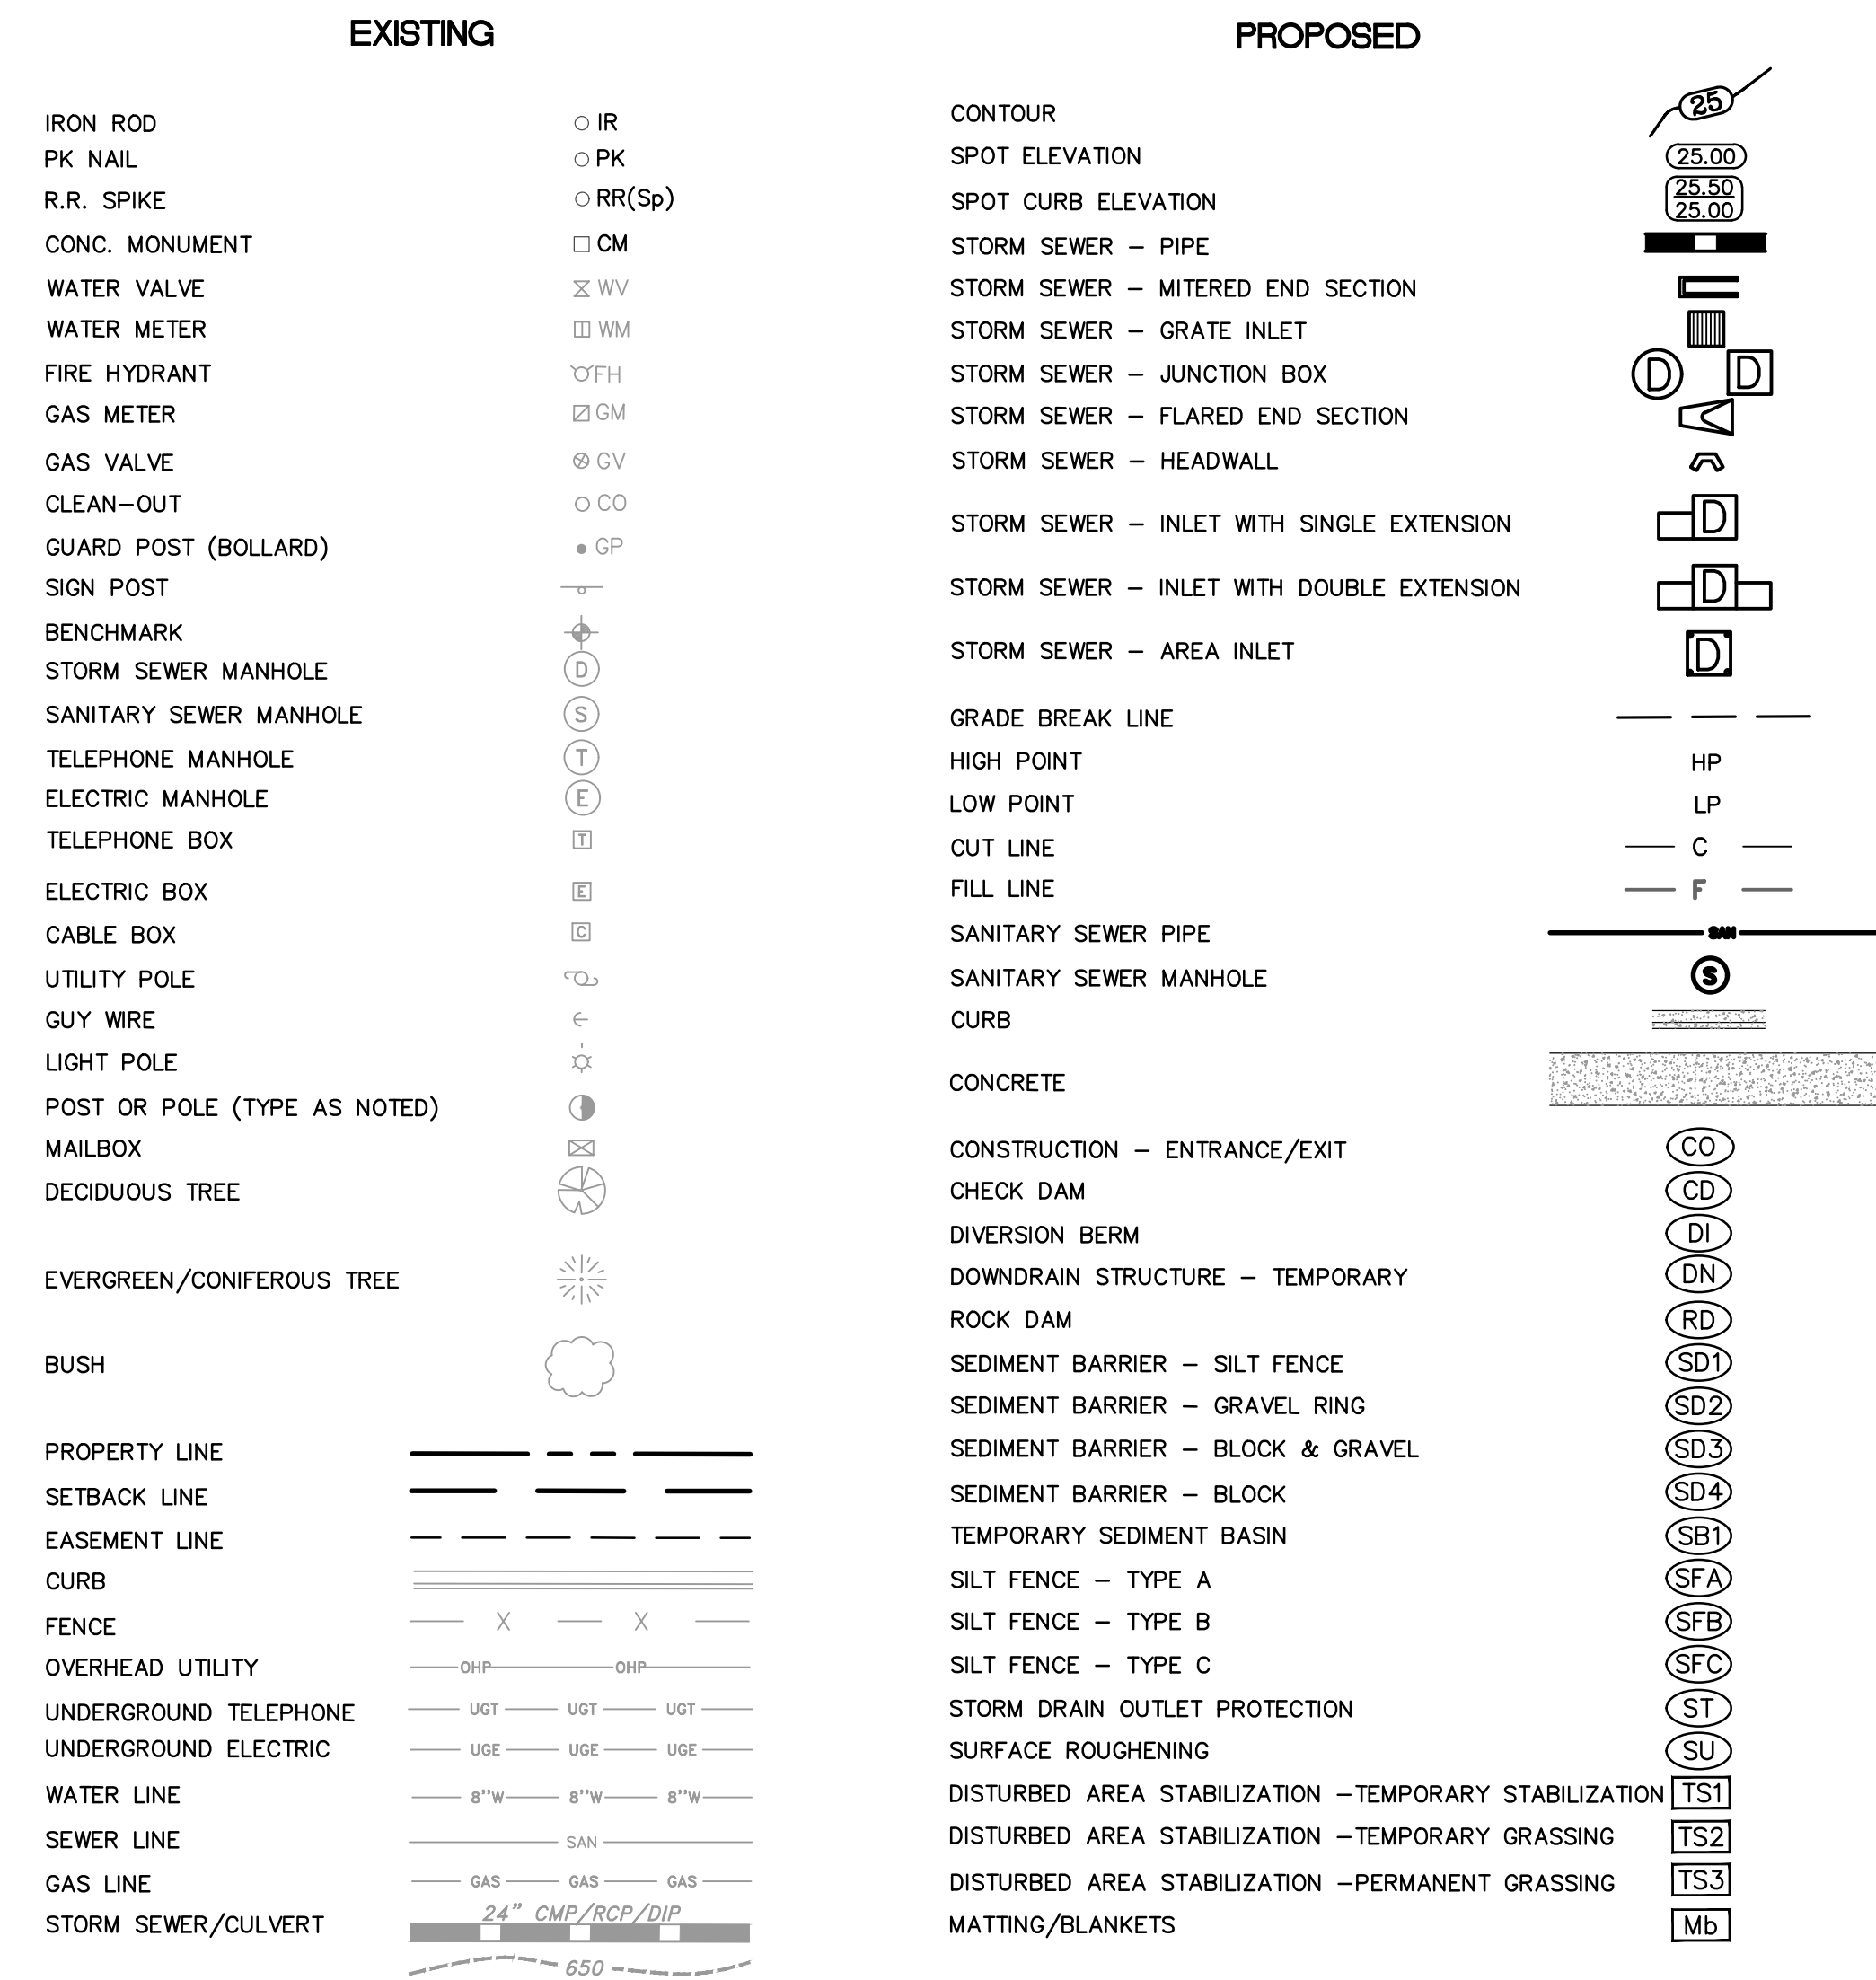 EXISTING
IRON ROD IR
PK NAIL PK
R.R. SPIKE RR(Sp)
CONC. MONUMENT CM
WATER VALVE WV
WATER METER WM
FIRE HYDRANT FH
GAS METER GM
GAS VALVE GV
CLEAN-OUT CO
GUARD POST (BOLLARD) GP
SIGN POST
BENCHMARK
STORM SEWER MANHOLE D
SANITARY SEWER MANHOLE S
TELEPHONE MANHOLE T
ELECTRIC MANHOLE E
TELEPHONE BOX T
ELECTRIC BOX E
CABLE BOX C
UTILITY POLE
GUY WIRE
LIGHT POLE
POST OR POLE (TYPE AS NOTED)
MAILBOX
DECIDUOUS TREE
EVERGREEN/CONIFEROUS TREE
BUSH
PROPERTY LINE
SETBACK LINE
EASEMENT LINE
CURB
FENCE X X
OVERHEAD UTILITY OHP OHP
UNDERGROUND TELEPHONE UGT UGT UGT
UNDERGROUND ELECTRIC UGE UGE UGE
WATER LINE 8''W 8''W 8''W
SEWER LINE SAN
GAS LINE GAS GAS GAS
24" CMP/RCP/DIP
STORM SEWER/CULVERT
650
PROPOSED
CONTOUR 25
SPOT ELEVATION 25.00
25.50
SPOT CURB ELEVATION
25.00
STORM SEWER - PIPE
STORM SEWER - MITERED END SECTION
STORM SEWER - GRATE INLET
STORM SEWER - JUNCTION BOX D D
STORM SEWER - FLARED END SECTION
STORM SEWER - HEADWALL
STORM SEWER - INLET WITH SINGLE EXTENSION D
STORM SEWER - INLET WITH DOUBLE EXTENSION D
STORM SEWER - AREA INLET D
GRADE BREAK LINE
HIGH POINT HP
LOW POINT LP
CUT LINE C
FILL LINE F
SANITARY SEWER PIPE SAN
SANITARY SEWER MANHOLE S
CURB
CONCRETE
CONSTRUCTION - ENTRANCE/EXIT CO
CHECK DAM CD
DIVERSION BERM DI
DOWNDRAIN STRUCTURE - TEMPORARY DN
ROCK DAM RD
SEDIMENT BARRIER - SILT FENCE SD1
SEDIMENT BARRIER - GRAVEL RING SD2
SEDIMENT BARRIER - BLOCK & GRAVEL SD3
SEDIMENT BARRIER - BLOCK SD4
TEMPORARY SEDIMENT BASIN SB1
SILT FENCE - TYPE A SFA
SILT FENCE - TYPE B SFB
SILT FENCE - TYPE C SFC
STORM DRAIN OUTLET PROTECTION ST
SURFACE ROUGHENING SU
DISTURBED AREA STABILIZATION -TEMPORARY STABILIZATION TS1
DISTURBED AREA STABILIZATION -TEMPORARY GRASSING TS2
DISTURBED AREA STABILIZATION -PERMANENT GRASSING TS3
MATTING/BLANKETS Mb